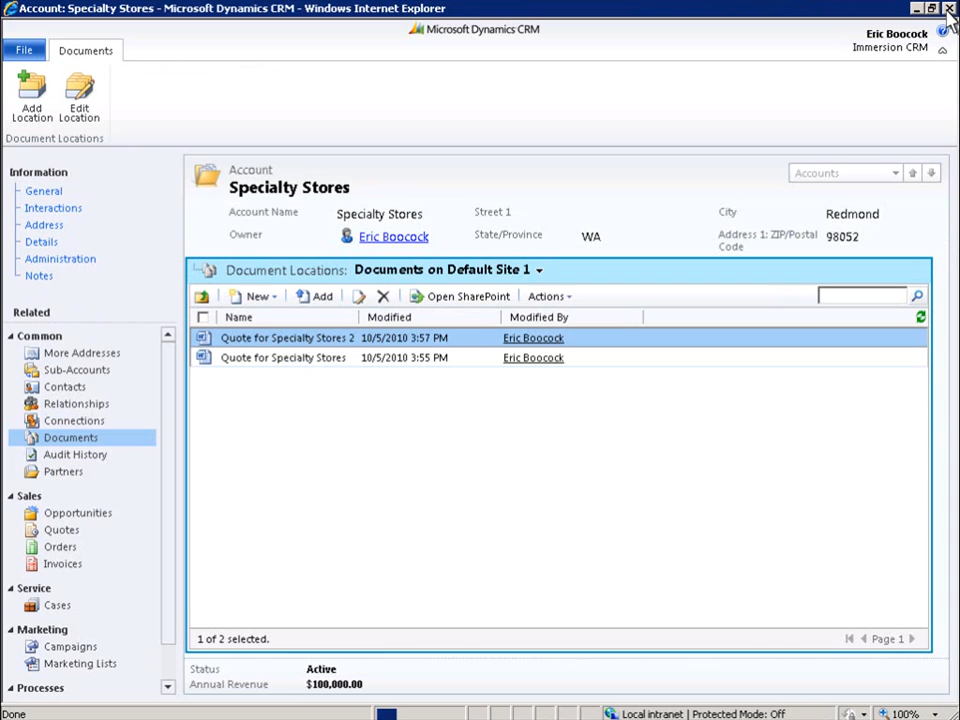 Account: Specialty Stores - Microsoft Dynamics CRM - Windows Internet Explorer
Microsoft Dynamics CRM
Eric Boocock
Immersion CRM
File Documents
Add Location
Edit Location
Document Locations
Information
General
Interactions
Address
Details
Administration
Notes
Related
Common
More Addresses
Sub-Accounts
Contacts
Relationships
Connections
Documents
Audit History
Partners
Sales
Opportunities
Quotes
Orders
Invoices
Service
Cases
Marketing
Campaigns
Marketing Lists
Processes
Account
Specialty Stores
Accounts
Account Name Specialty Stores Street 1 City Redmond
Owner Eric Boocock State/Province WA Address 1: ZIP/Postal Code 98052
Document Locations: Documents on Default Site 1
New Add Open SharePoint Actions
Name Modified Modified By
Quote for Specialty Stores 2 10/5/2010 3:57 PM Eric Boocock
Quote for Specialty Stores 10/5/2010 3:55 PM Eric Boocock
1 of 2 selected. Page 1
Status Active
Annual Revenue $100,000.00
Done Local intranet | Protected Mode: Off 100%